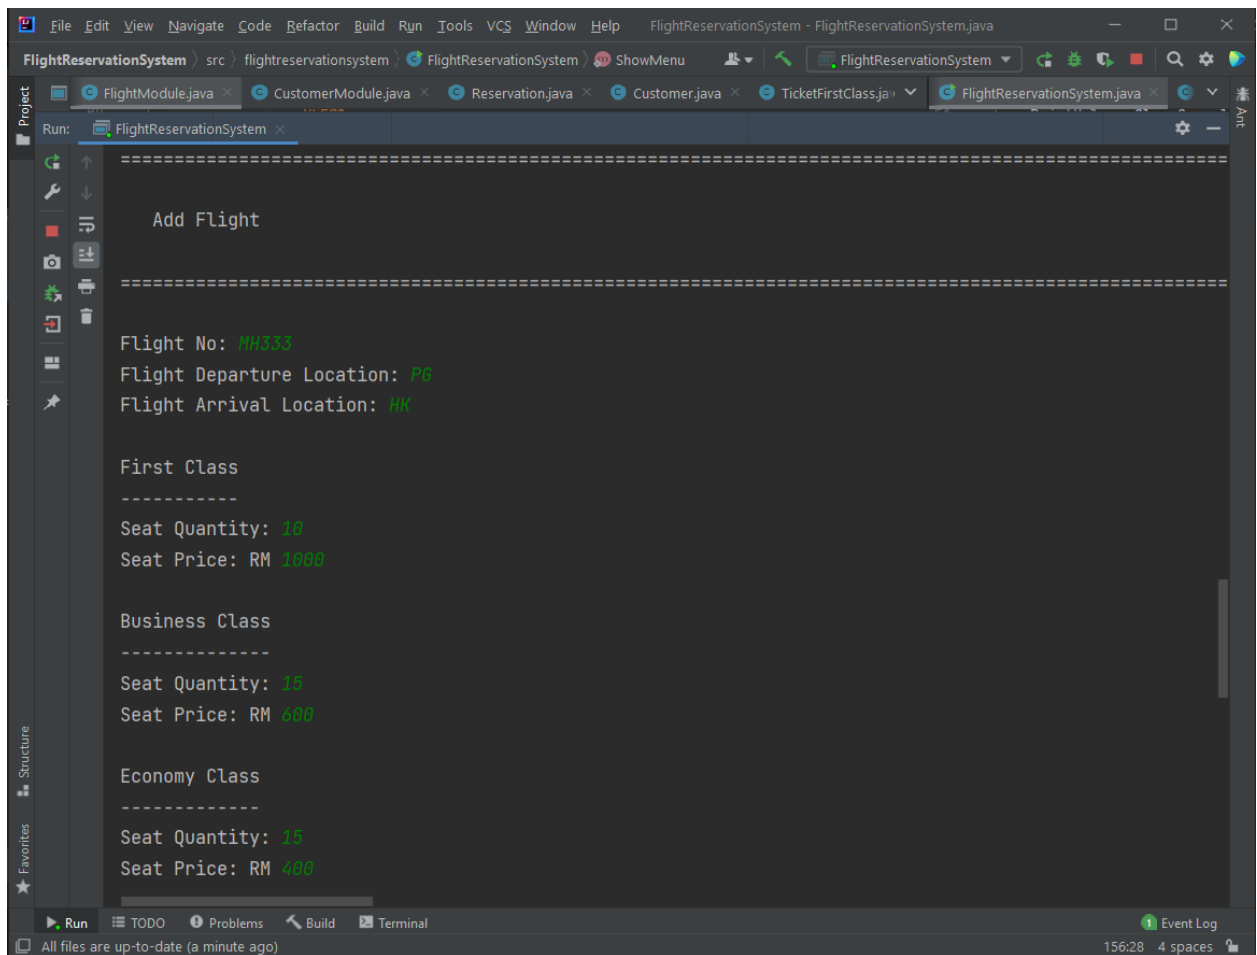 File Edit View Navigate Code Refactor Build Run Tools VCS Window Help FlightReservationSystem - FlightReservationSystem.java
FlightReservationSystem src flightreservationsystem FlightReservationSystem ShowMenu FlightReservationSystem
FlightModule.java CustomerModule.java Reservation.java Customer.java TicketFirstClass.jav FlightReservationSystem.java
Project
Ant
Run: FlightReservationSystem
========================================================================================================
Add Flight
========================================================================================================
Flight No: MH333
Flight Departure Location: PG
Flight Arrival Location: HK
First Class
-----------
Seat Quantity: 10
Seat Price: RM 1000
Business Class
--------------
Seat Quantity: 15
Seat Price: RM 600
Economy Class
-------------
Seat Quantity: 15
Seat Price: RM 400
Structure
Favorites
Run TODO Problems Build Terminal 1 Event Log
All files are up-to-date (a minute ago) 156:28 4 spaces